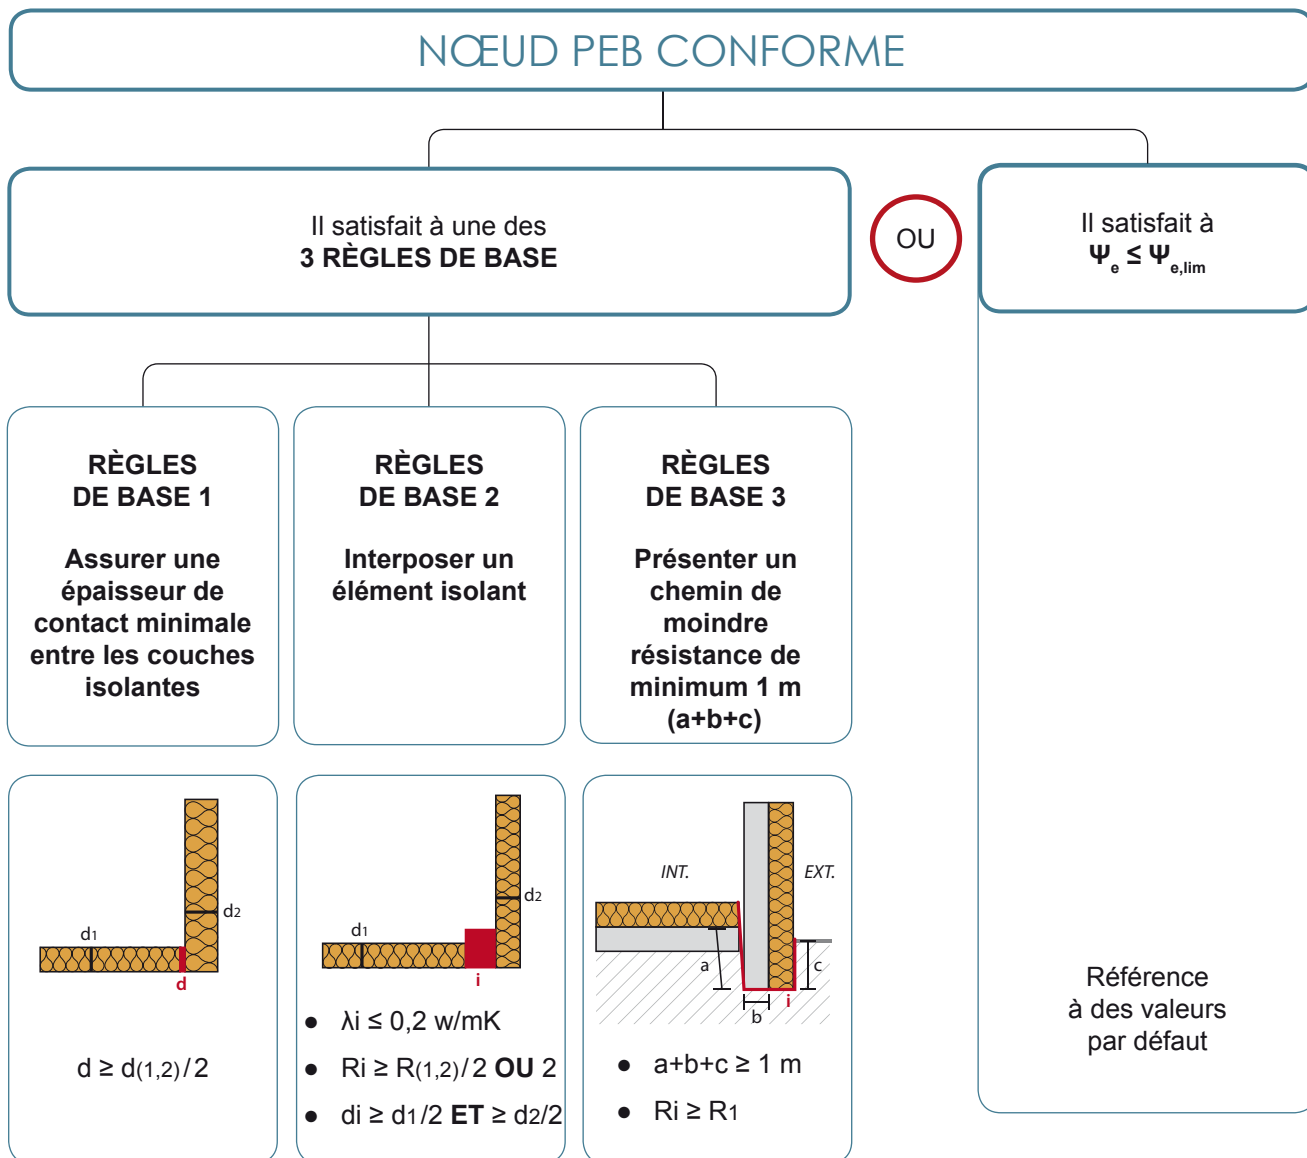 NŒUD PEB CONFORME
Il satisfait à une des
3 RÈGLES DE BASE
OU
Il satisfait à
Ψe ≤ Ψe,lim
RÈGLES
DE BASE 1
Assurer une
épaisseur de
contact minimale
entre les couches
isolantes
RÈGLES
DE BASE 2
Interposer un
élément isolant
RÈGLES
DE BASE 3
Présenter un
chemin de
moindre
résistance de
minimum 1 m
(a+b+c)
d1
d2
d
d ≥ d(1,2)/2
d1
d2
i
● λi ≤ 0,2 w/mK
● Ri ≥ R(1,2)/2 OU 2
● di ≥ d1/2 ET ≥ d2/2
INT.
EXT.
a
b
i
c
● a+b+c ≥ 1 m
● Ri ≥ R1
Référence
à des valeurs
par défaut